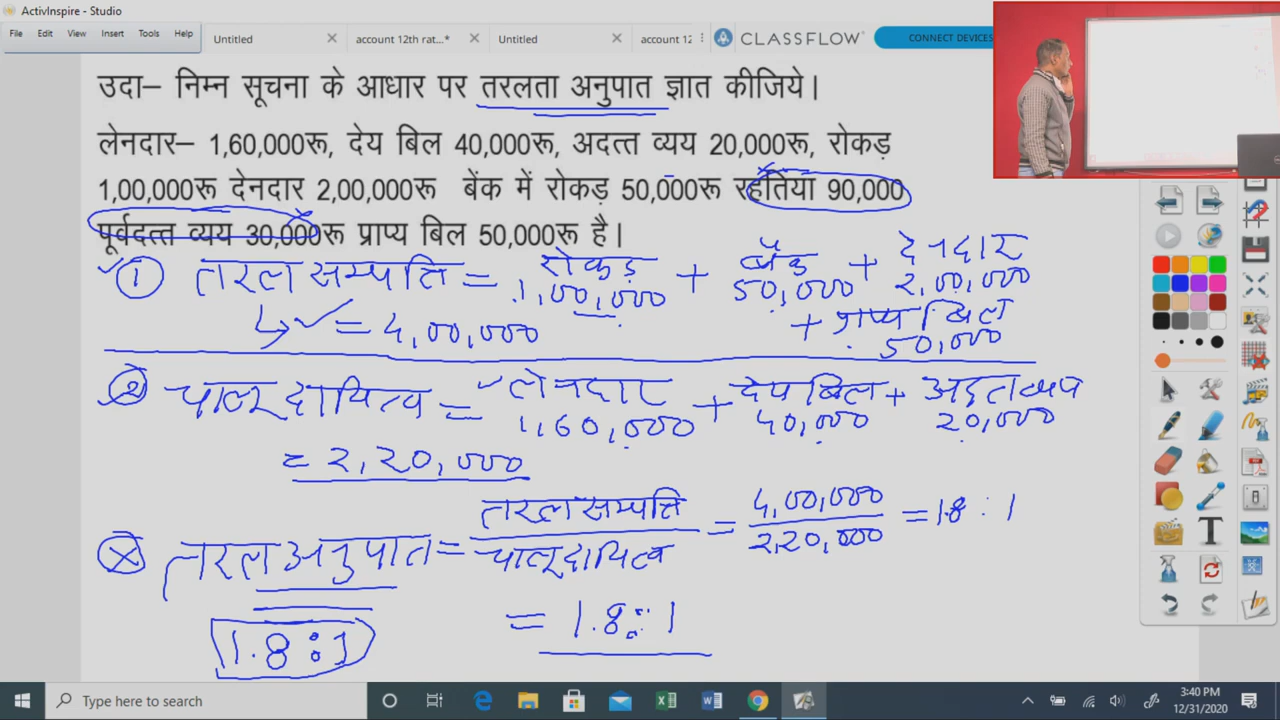 ActivInspire - Studio
File Edit View Insert Tools Help
Untitled
account 12th rat...*
Untitled
account 12
CLASSFLOW
CONNECT DEVICES
उदा– निम्न सूचना के आधार पर तरलता अनुपात ज्ञात कीजिये।
लेनदार– 1,60,000रू, देय बिल 40,000रू, अदत्त व्यय 20,000रू, रोकड़
1,00,000रू देनदार 2,00,000रू बेंक में रोकड़ 50,000रू रहतिया 90,000
पूर्वदत्त व्यय 30,000रू प्राप्य बिल 50,000रू है।
① तरल सम्पत्ति = रोकड़ + बैंक + देनदार
1,00,000 50,000 2,00,000
+ प्राप्य बिल
50,000
= 4,00,000
② चालू दायित्व = लेनदार + देय बिल + अदत्त व्यय
1,60,000 40,000 20,000
= 2,20,000
तरल अनुपात = तरल सम्पत्ति / चालू दायित्व = 4,00,000 / 2,20,000 = 1.8 : 1
= 1.8 : 1
1.8 : 1
Type here to search
3:40 PM
12/31/2020